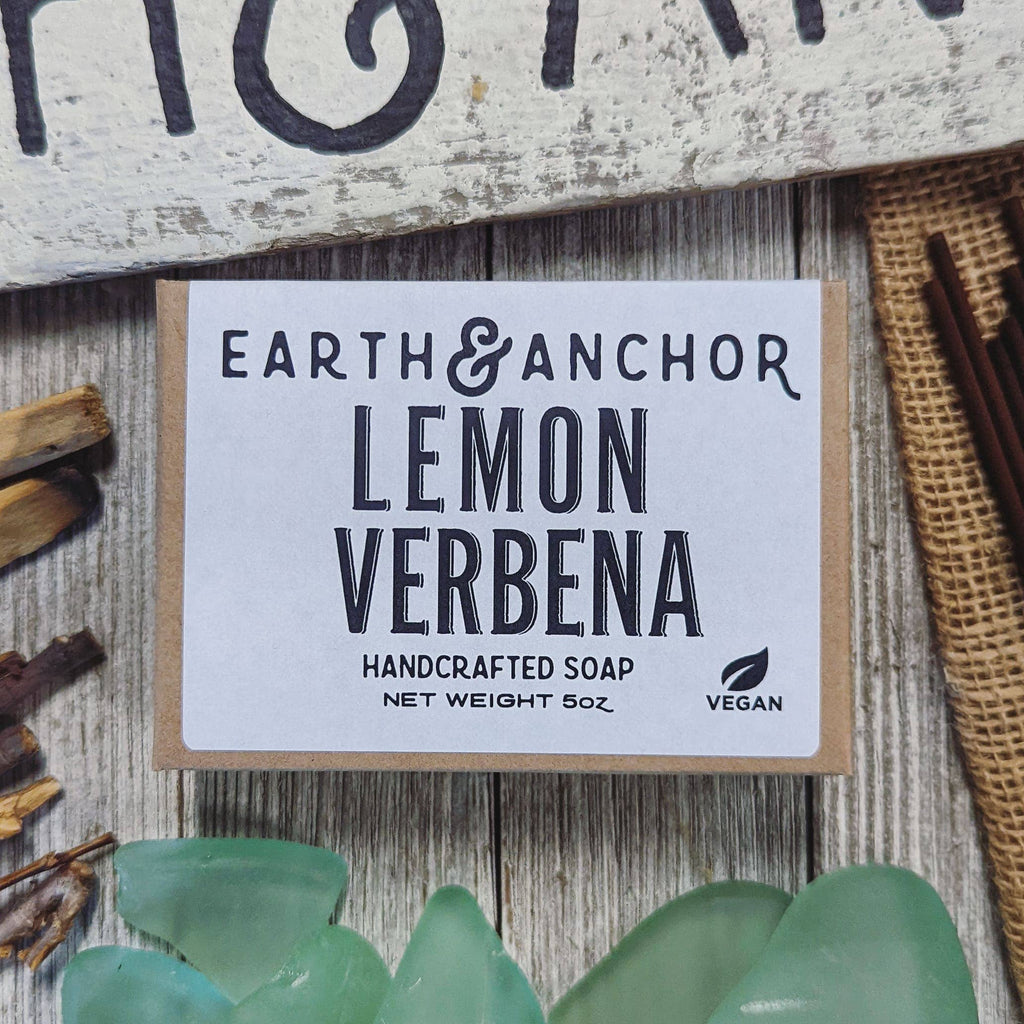 EARTH & ANCHOR
LEMON
VERBENA
HANDCRAFTED SOAP
NET WEIGHT 5oz
VEGAN